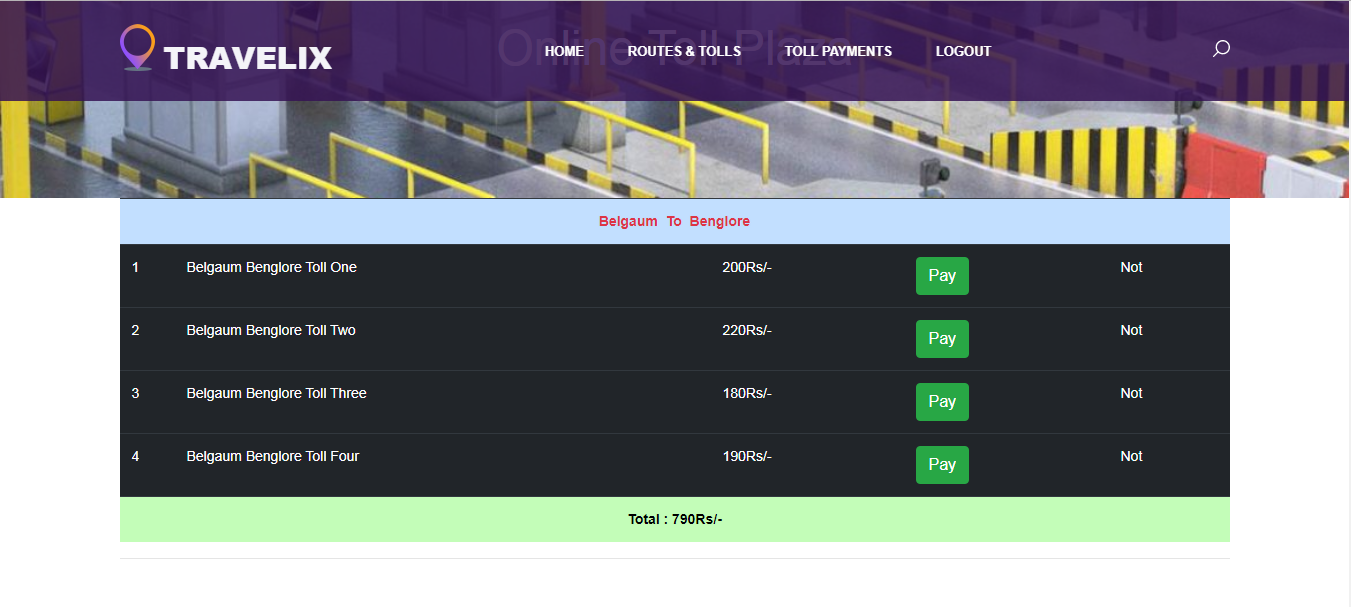 Online Toll Plaza
TRAVELIX HOME ROUTES & TOLLS TOLL PAYMENTS LOGOUT
Belgaum To Benglore
1 Belgaum Benglore Toll One 200Rs/- Pay Not
2 Belgaum Benglore Toll Two 220Rs/- Pay Not
3 Belgaum Benglore Toll Three 180Rs/- Pay Not
4 Belgaum Benglore Toll Four 190Rs/- Pay Not
Total : 790Rs/-